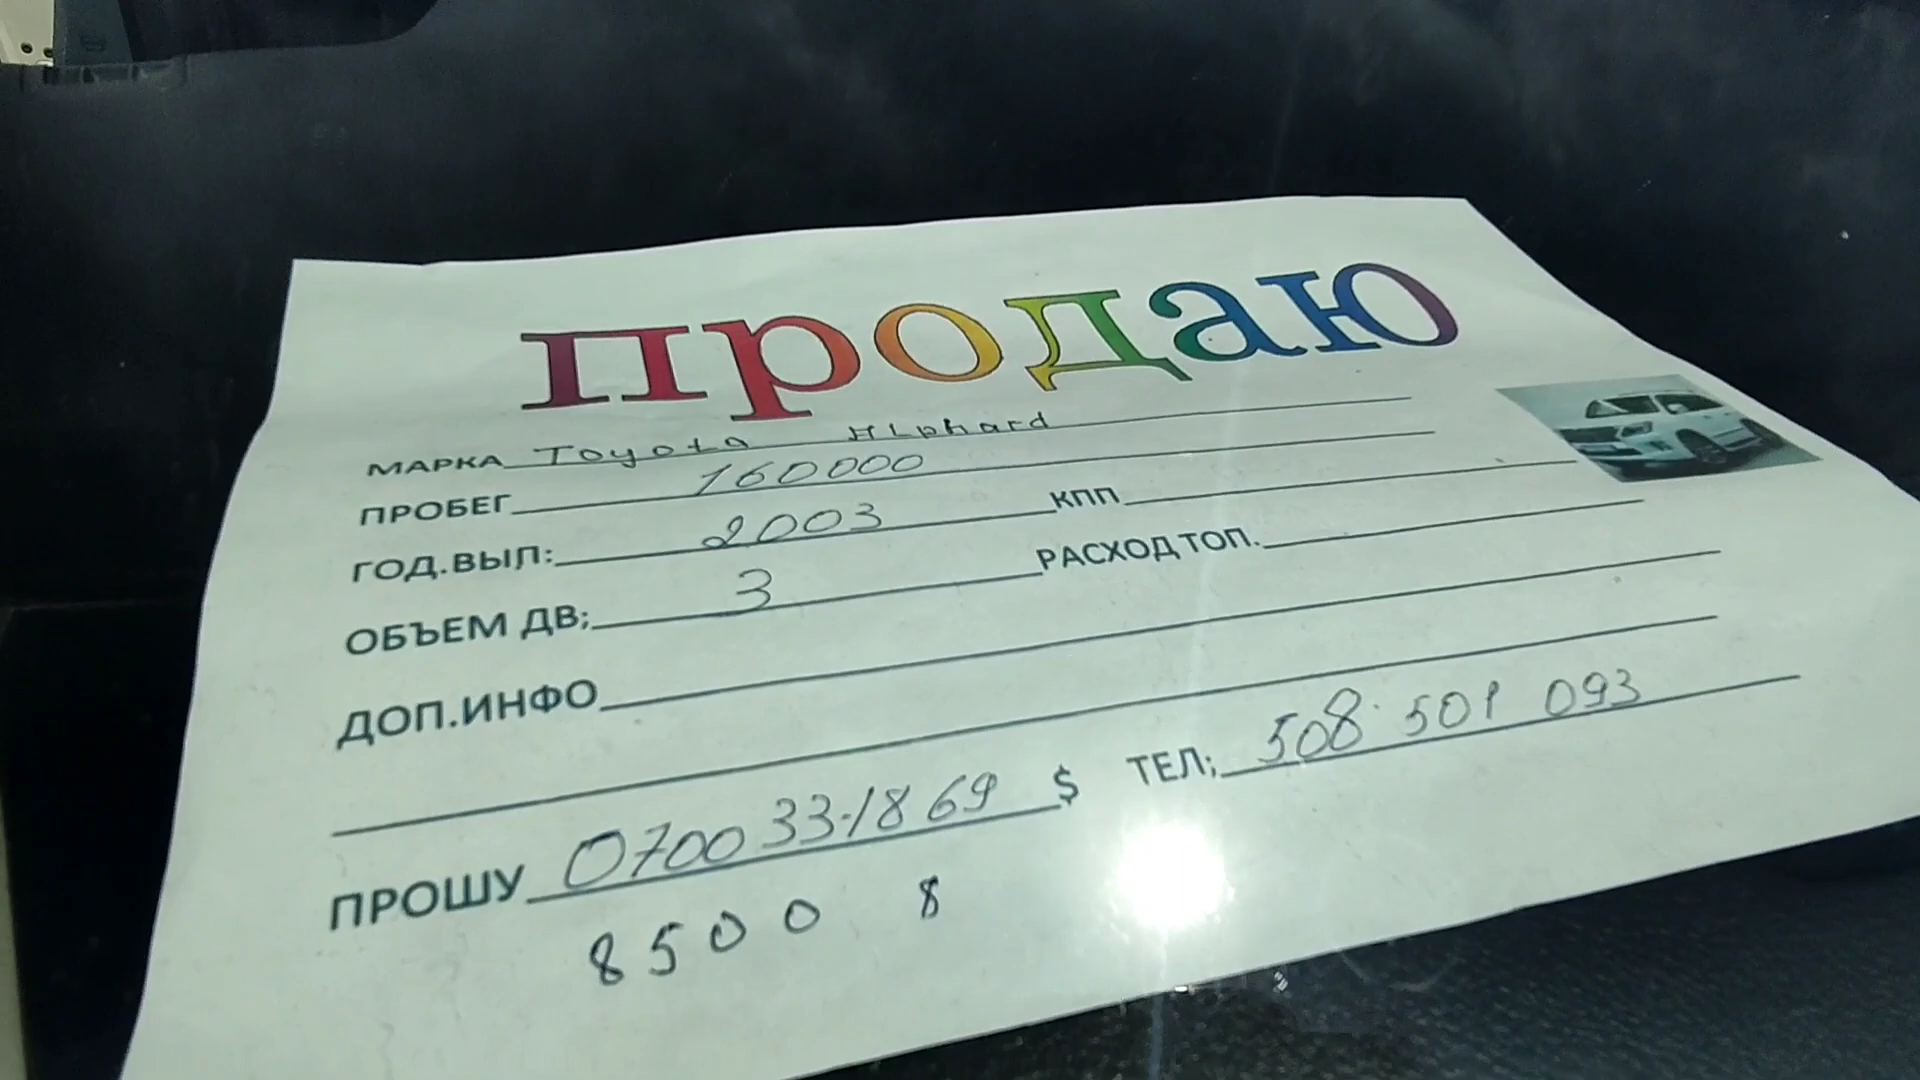 продаю
МАРКА Toyota Alphard
ПРОБЕГ 160000
ГОД.ВЫП: 2003 КПП
ОБЪЕМ ДВ; 3 РАСХОД ТОП.
ДОП.ИНФО
ПРОШУ 0700 33-18 69 $ ТЕЛ; 508 501 093
8500 $